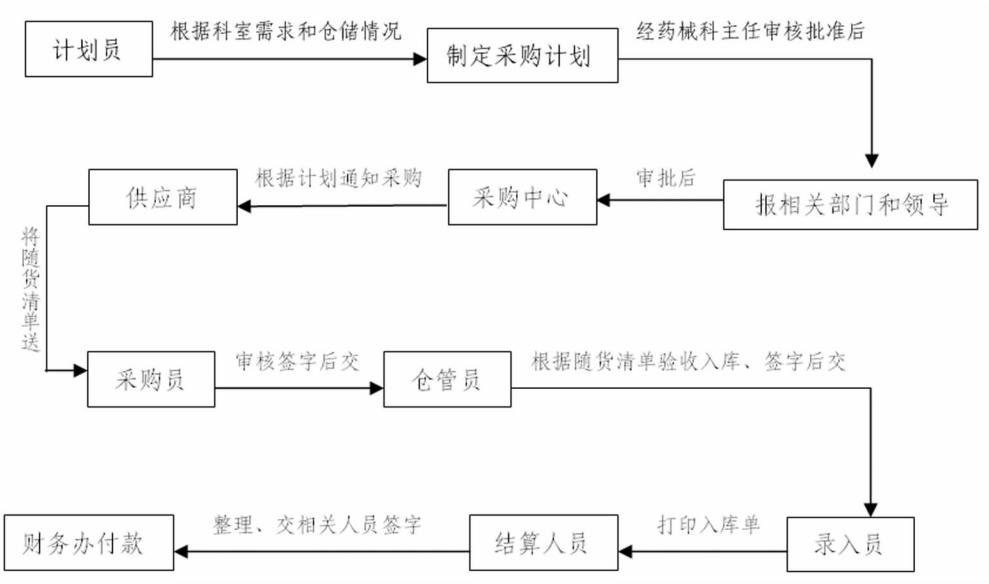 计划员
根据科室需求和仓储情况
制定采购计划
经药械科主任审核批准后
报相关部门和领导
审批后
采购中心
根据计划通知采购
供应商
将随货清单送
采购员
审核签字后交
仓管员
根据随货清单验收入库、签字后交
录入员
打印入库单
结算人员
整理、交相关人员签字
财务办付款